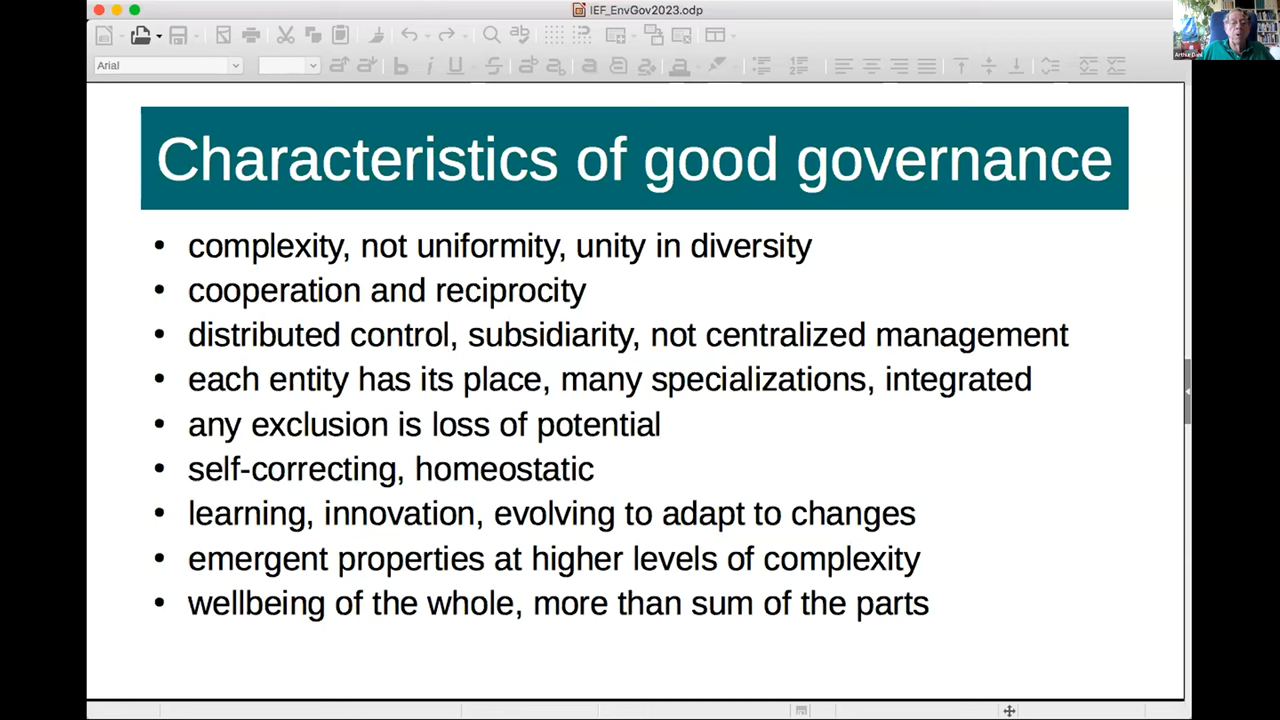 IEF_EnvGov2023.odp
Arial
Characteristics of good governance
• complexity, not uniformity, unity in diversity
• cooperation and reciprocity
• distributed control, subsidiarity, not centralized management
• each entity has its place, many specializations, integrated
• any exclusion is loss of potential
• self-correcting, homeostatic
• learning, innovation, evolving to adapt to changes
• emergent properties at higher levels of complexity
• wellbeing of the whole, more than sum of the parts